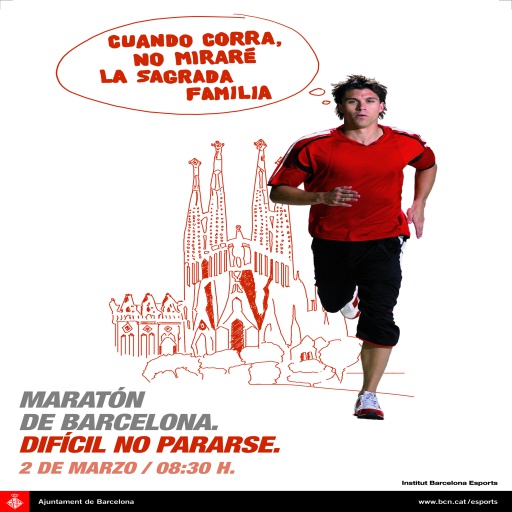 CUANDO CORRA,
NO MIRARÉ
LA SAGRADA
FAMILIA
MARATÓN
DE BARCELONA.
DIFÍCIL NO PARARSE.
2 DE MARZO / 08:30 H.
Institut Barcelona Esports
Ajuntament de Barcelona
www.bcn.cat/esports